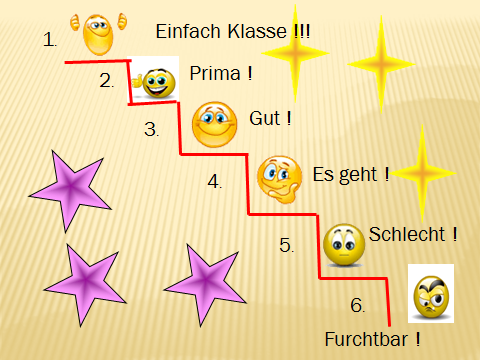 1. Einfach Klasse !!!
2. Prima !
3. Gut !
4. Es geht !
5. Schlecht !
6.
Furchtbar !